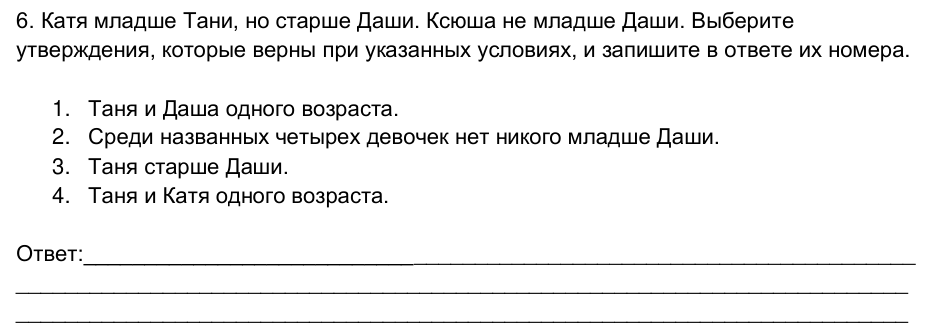 6. Катя младше Тани, но старше Даши. Ксюша не младше Даши. Выберите
утверждения, которые верны при указанных условиях, и запишите в ответе их номера.
1. Таня и Даша одного возраста.
2. Среди названных четырех девочек нет никого младше Даши.
3. Таня старше Даши.
4. Таня и Катя одного возраста.
Ответ: